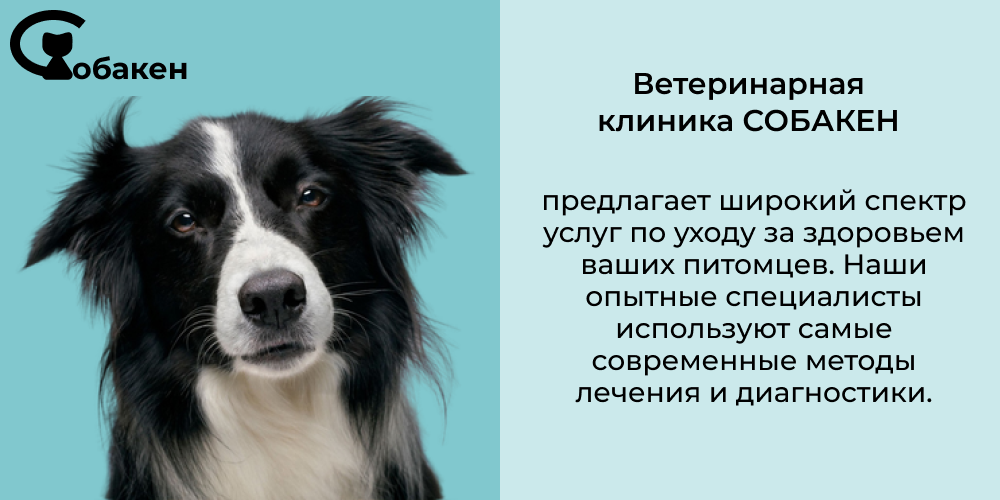 Собакен
Ветеринарная
клиника СОБАКЕН
предлагает широкий спектр
услуг по уходу за здоровьем
ваших питомцев. Наши
опытные специалисты
используют самые
современные методы
лечения и диагностики.